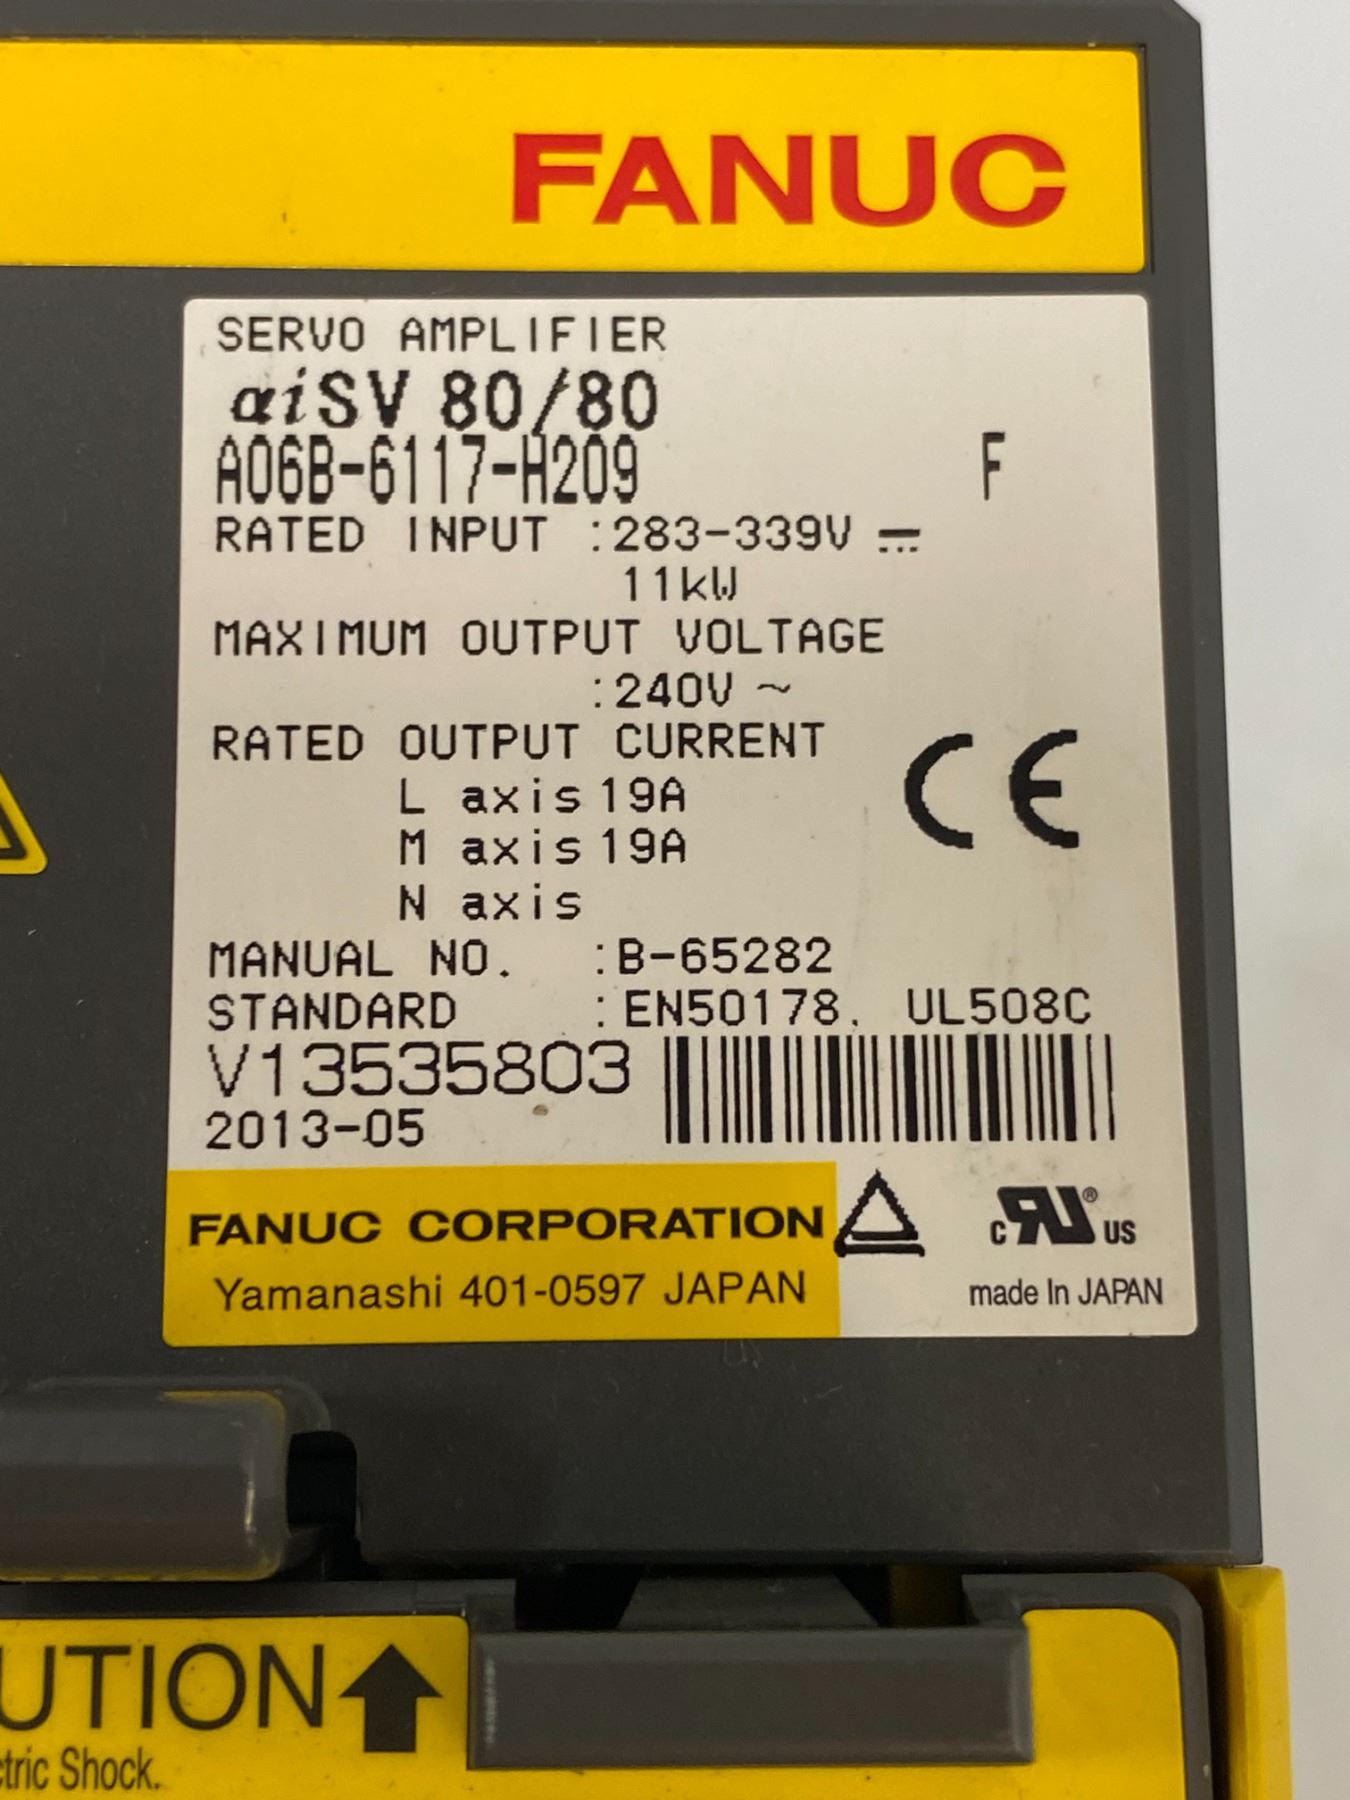 FANUC
SERVO AMPLIFIER
αiSV 80/80
A06B-6117-H209 F
RATED INPUT :283-339V ⎓
11kW
MAXIMUM OUTPUT VOLTAGE
:240V ~
RATED OUTPUT CURRENT
L axis 19A
M axis 19A
N axis
CE
MANUAL NO. :B-65282
STANDARD :EN50178. UL508C
V13535803
2013-05
FANUC CORPORATION
Yamanashi 401-0597 JAPAN
c RU ® US
made In JAPAN
UTION
tric Shock.